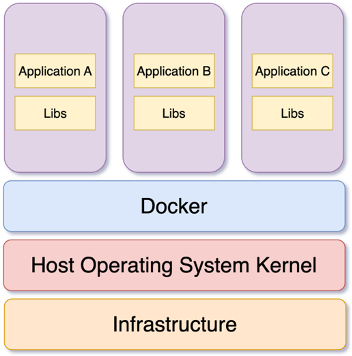 Application A
Application B
Application C
Libs
Libs
Libs
Docker
Host Operating System Kernel
Infrastructure